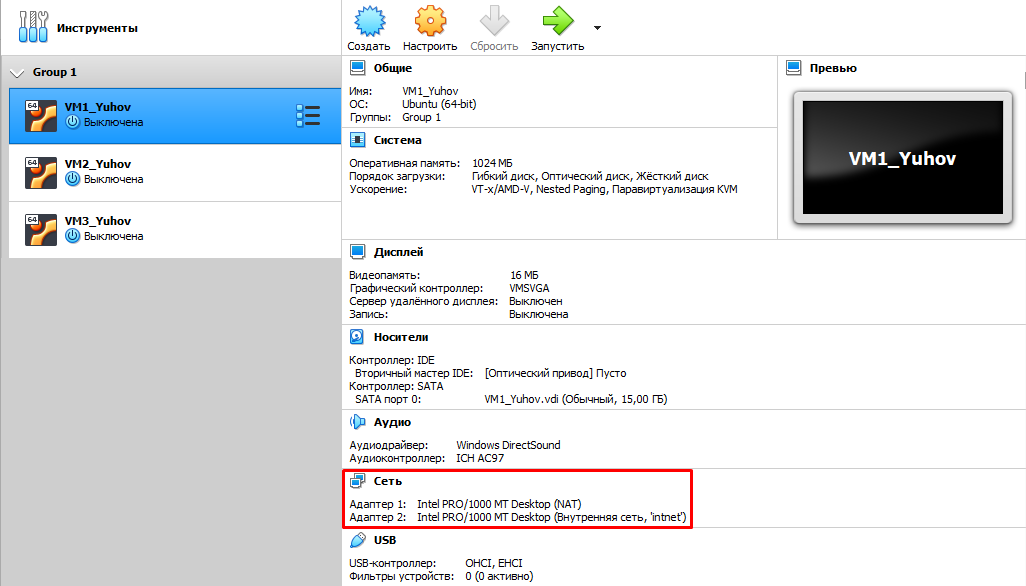 Инструменты
Создать Настроить Сбросить Запустить
Group 1
64 VM1_Yuhov
Выключена
64 VM2_Yuhov
Выключена
64 VM3_Yuhov
Выключена
Общие
Имя: VM1_Yuhov
ОС: Ubuntu (64-bit)
Группы: Group 1
Система
Оперативная память: 1024 МБ
Порядок загрузки: Гибкий диск, Оптический диск, Жёсткий диск
Ускорение: VT-x/AMD-V, Nested Paging, Паравиртуализация KVM
Превью
VM1_Yuhov
Дисплей
Видеопамять: 16 МБ
Графический контроллер: VMSVGA
Сервер удалённого дисплея: Выключен
Запись: Выключена
Носители
Контроллер: IDE
Вторичный мастер IDE: [Оптический привод] Пусто
Контроллер: SATA
SATA порт 0: VM1_Yuhov.vdi (Обычный, 15,00 ГБ)
Аудио
Аудиодрайвер: Windows DirectSound
Аудиоконтроллер: ICH AC97
Сеть
Адаптер 1: Intel PRO/1000 MT Desktop (NAT)
Адаптер 2: Intel PRO/1000 MT Desktop (Внутренняя сеть, 'intnet')
USB
USB-контроллер: OHCI, EHCI
Фильтры устройств: 0 (0 активно)